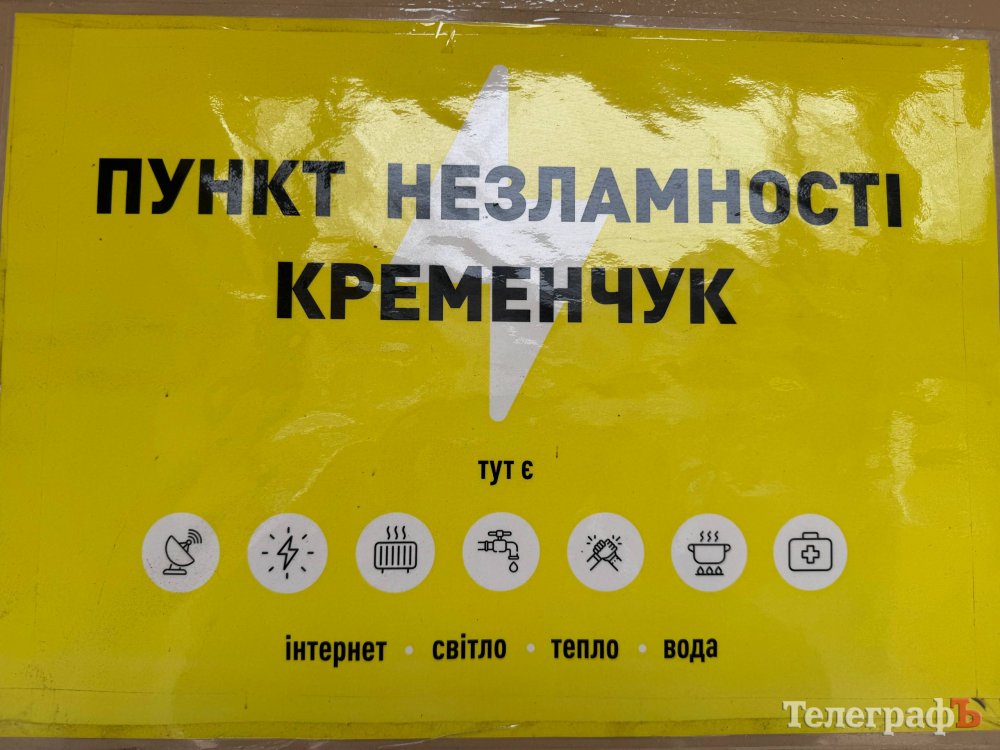 ПУНКТ НЕЗЛАМНОСТІ
КРЕМЕНЧУК
тут є
інтернет • світло • тепло • вода
ТелеграфЪ